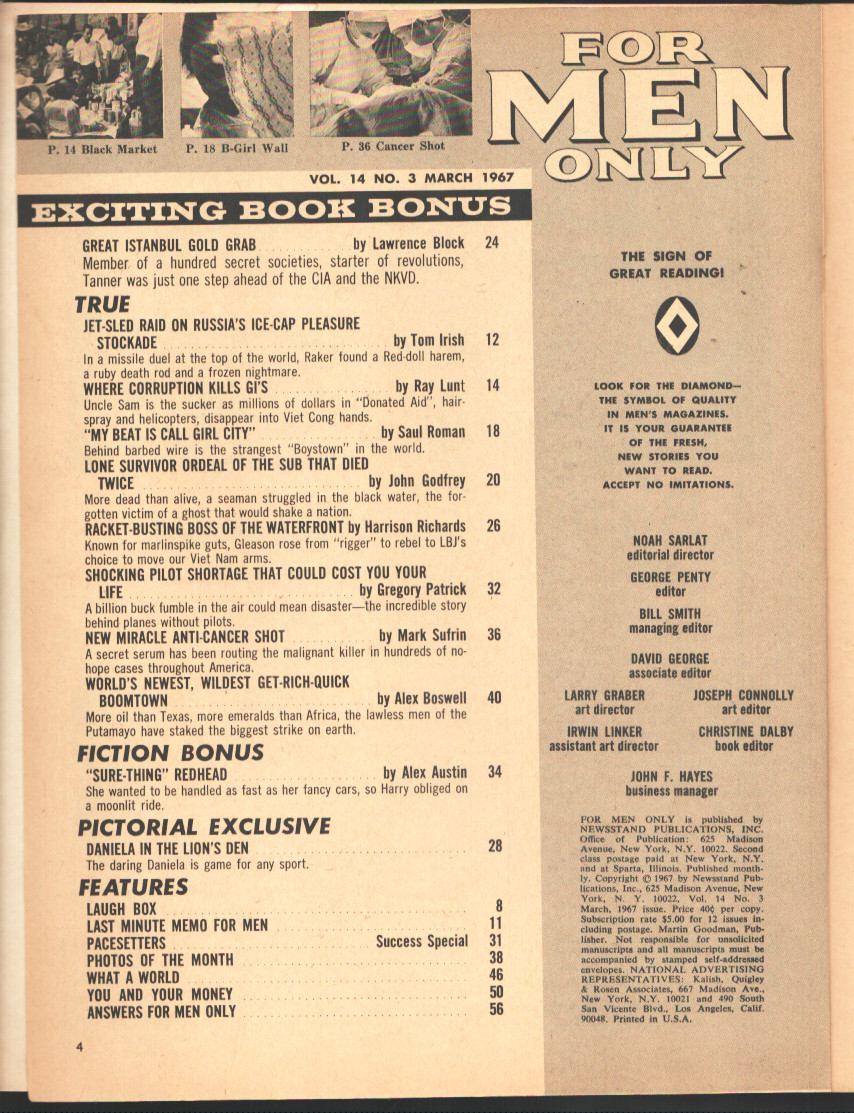 P. 14 Black Market
P. 18 B-Girl Wall
P. 36 Cancer Shot
FOR
MEN
ONLY
VOL. 14 NO. 3 MARCH 1967
EXCITING BOOK BONUS
GREAT ISTANBUL GOLD GRAB . . . . . . . . . . . . by Lawrence Block 24
Member of a hundred secret societies, starter of revolutions,
Tanner was just one step ahead of the CIA and the NKVD.
TRUE
JET-SLED RAID ON RUSSIA'S ICE-CAP PLEASURE
STOCKADE . . . . . . . . . . . . by Tom Irish 12
In a missile duel at the top of the world, Raker found a Red-doll harem,
a ruby death rod and a frozen nightmare.
WHERE CORRUPTION KILLS GI'S . . . . . . . . . . . . by Ray Lunt 14
Uncle Sam is the sucker as millions of dollars in "Donated Aid", hair-
spray and helicopters, disappear into Viet Cong hands.
"MY BEAT IS CALL GIRL CITY" . . . . . . . . . . . . by Saul Roman 18
Behind barbed wire is the strangest "Boystown" in the world.
LONE SURVIVOR ORDEAL OF THE SUB THAT DIED
TWICE . . . . . . . . . . . . by John Godfrey 20
More dead than alive, a seaman struggled in the black water, the for-
gotten victim of a ghost that would shake a nation.
RACKET-BUSTING BOSS OF THE WATERFRONT by Harrison Richards 26
Known for marlinspike guts, Gleason rose from "rigger" to rebel to LBJ's
choice to move our Viet Nam arms.
SHOCKING PILOT SHORTAGE THAT COULD COST YOU YOUR
LIFE . . . . . . . . . . . . by Gregory Patrick 32
A billion buck fumble in the air could mean disaster—the incredible story
behind planes without pilots.
NEW MIRACLE ANTI-CANCER SHOT . . . . . . . . . . . . by Mark Sufrin 36
A secret serum has been routing the malignant killer in hundreds of no-
hope cases throughout America.
WORLD'S NEWEST, WILDEST GET-RICH-QUICK
BOOMTOWN . . . . . . . . . . . . by Alex Boswell 40
More oil than Texas, more emeralds than Africa, the lawless men of the
Putamayo have staked the biggest strike on earth.
FICTION BONUS
"SURE-THING" REDHEAD . . . . . . . . . . . . by Alex Austin 34
She wanted to be handled as fast as her fancy cars, so Harry obliged on
a moonlit ride.
PICTORIAL EXCLUSIVE
DANIELA IN THE LION'S DEN . . . . . . . . . . . . 28
The daring Daniela is game for any sport.
FEATURES
LAUGH BOX . . . . . . . . . . . . 8
LAST MINUTE MEMO FOR MEN . . . . . . . . . . . . 11
PACESETTERS . . . . . . . . . . . . Success Special 31
PHOTOS OF THE MONTH . . . . . . . . . . . . 38
WHAT A WORLD . . . . . . . . . . . . 46
YOU AND YOUR MONEY . . . . . . . . . . . . 50
ANSWERS FOR MEN ONLY . . . . . . . . . . . . 56
4
THE SIGN OF
GREAT READING!
LOOK FOR THE DIAMOND—
THE SYMBOL OF QUALITY
IN MEN'S MAGAZINES.
IT IS YOUR GUARANTEE
OF THE FRESH,
NEW STORIES YOU
WANT TO READ.
ACCEPT NO IMITATIONS.
NOAH SARLAT
editorial director
GEORGE PENTY
editor
BILL SMITH
managing editor
DAVID GEORGE
associate editor
LARRY GRABER JOSEPH CONNOLLY
art director art editor
IRWIN LINKER CHRISTINE DALBY
assistant art director book editor
JOHN F. HAYES
business manager
FOR MEN ONLY is published by
NEWSSTAND PUBLICATIONS, INC.
Office of Publication: 625 Madison
Avenue, New York, N.Y. 10022. Second
class postage paid at New York, N.Y.
and at Sparta, Illinois. Published month-
ly. Copyright © 1967 by Newsstand Pub-
lications, Inc., 625 Madison Avenue, New
York, N. Y. 10022, Vol. 14 No. 3
March, 1967 issue. Price 40¢ per copy.
Subscription rate $5.00 for 12 issues in-
cluding postage. Martin Goodman, Pub-
lisher. Not responsible for unsolicited
manuscripts and all manuscripts must be
accompanied by stamped self-addressed
envelopes. NATIONAL ADVERTISING
REPRESENTATIVES: Kalish, Quigley
& Rosen Associates, 667 Madison Ave.,
New York, N.Y. 10021 and 490 South
San Vicente Blvd., Los Angeles, Calif.
90048. Printed in U.S.A.